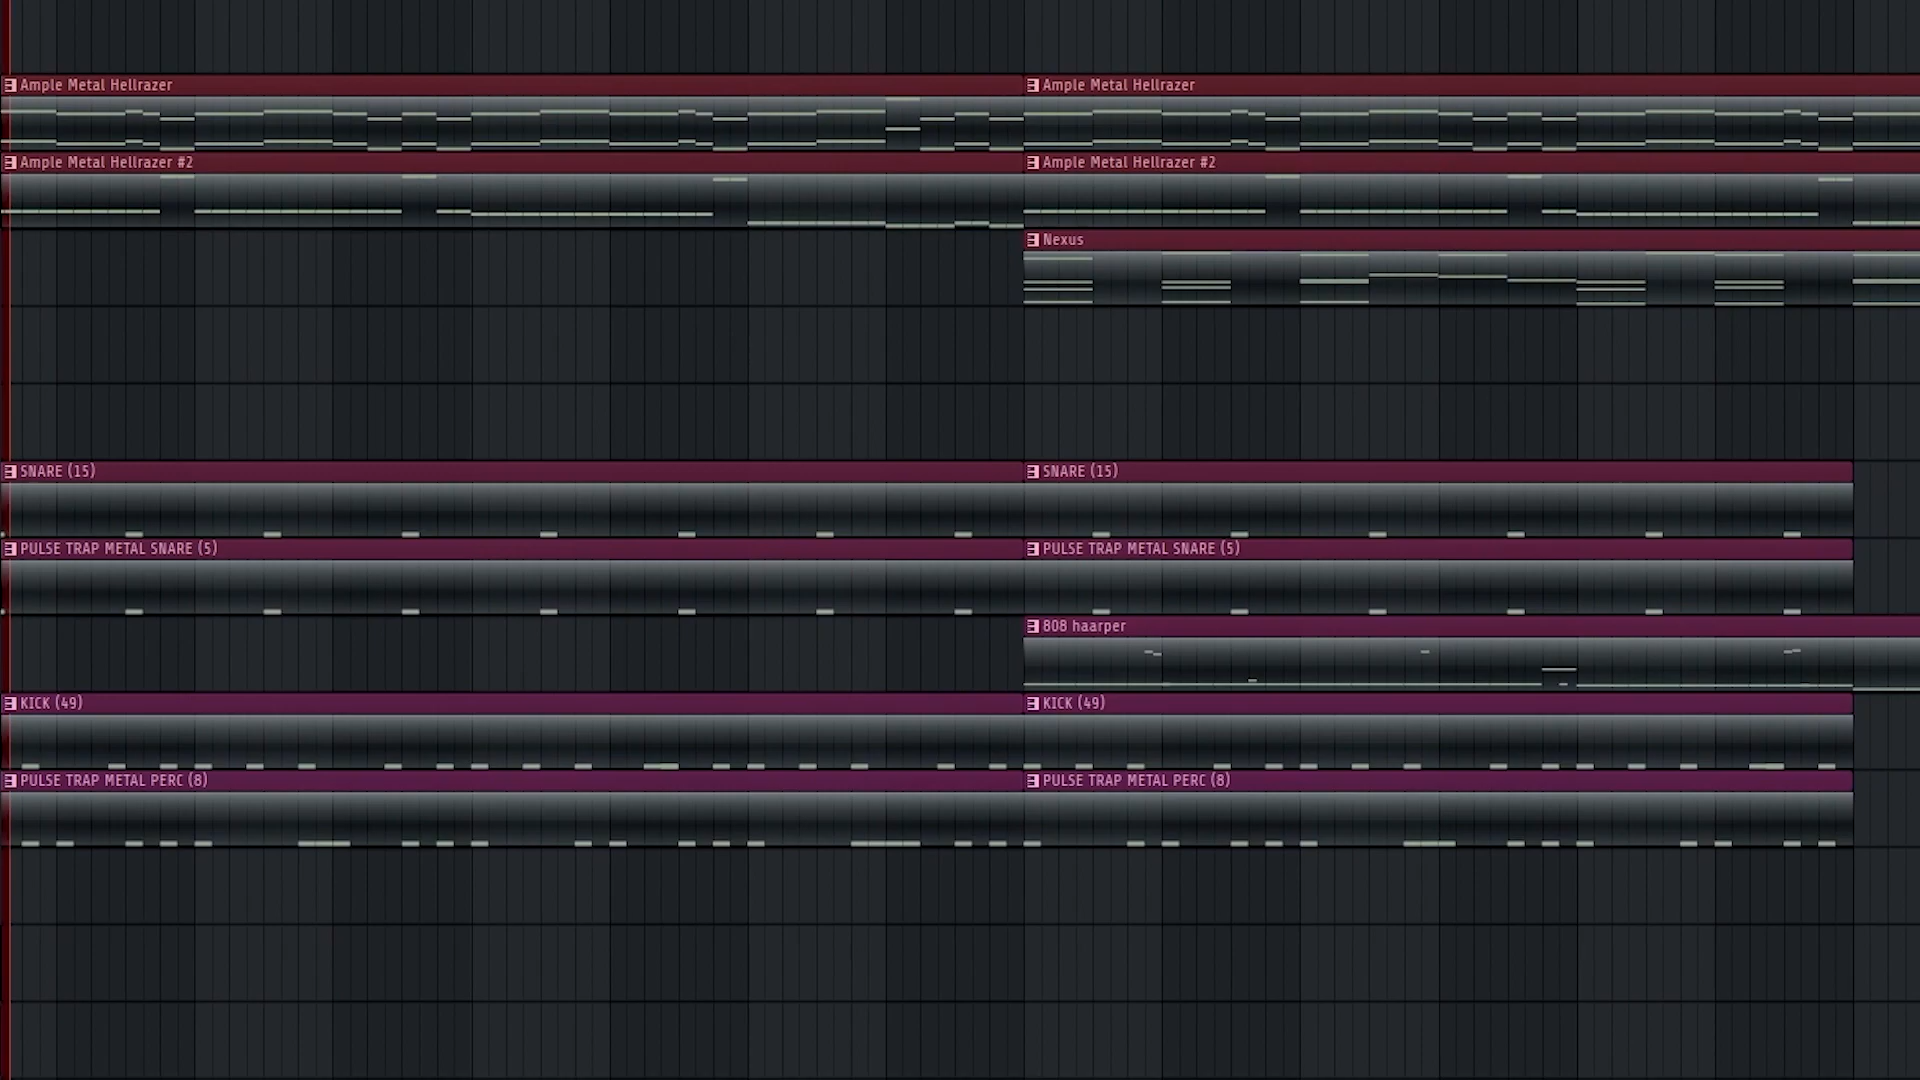 Ample Metal Hellrazer
Ample Metal Hellrazer
Ample Metal Hellrazer #2
Ample Metal Hellrazer #2
Nexus
SNARE (15)
SNARE (15)
PULSE TRAP METAL SNARE (5)
PULSE TRAP METAL SNARE (5)
808 haarper
KICK (49)
KICK (49)
PULSE TRAP METAL PERC (8)
PULSE TRAP METAL PERC (8)